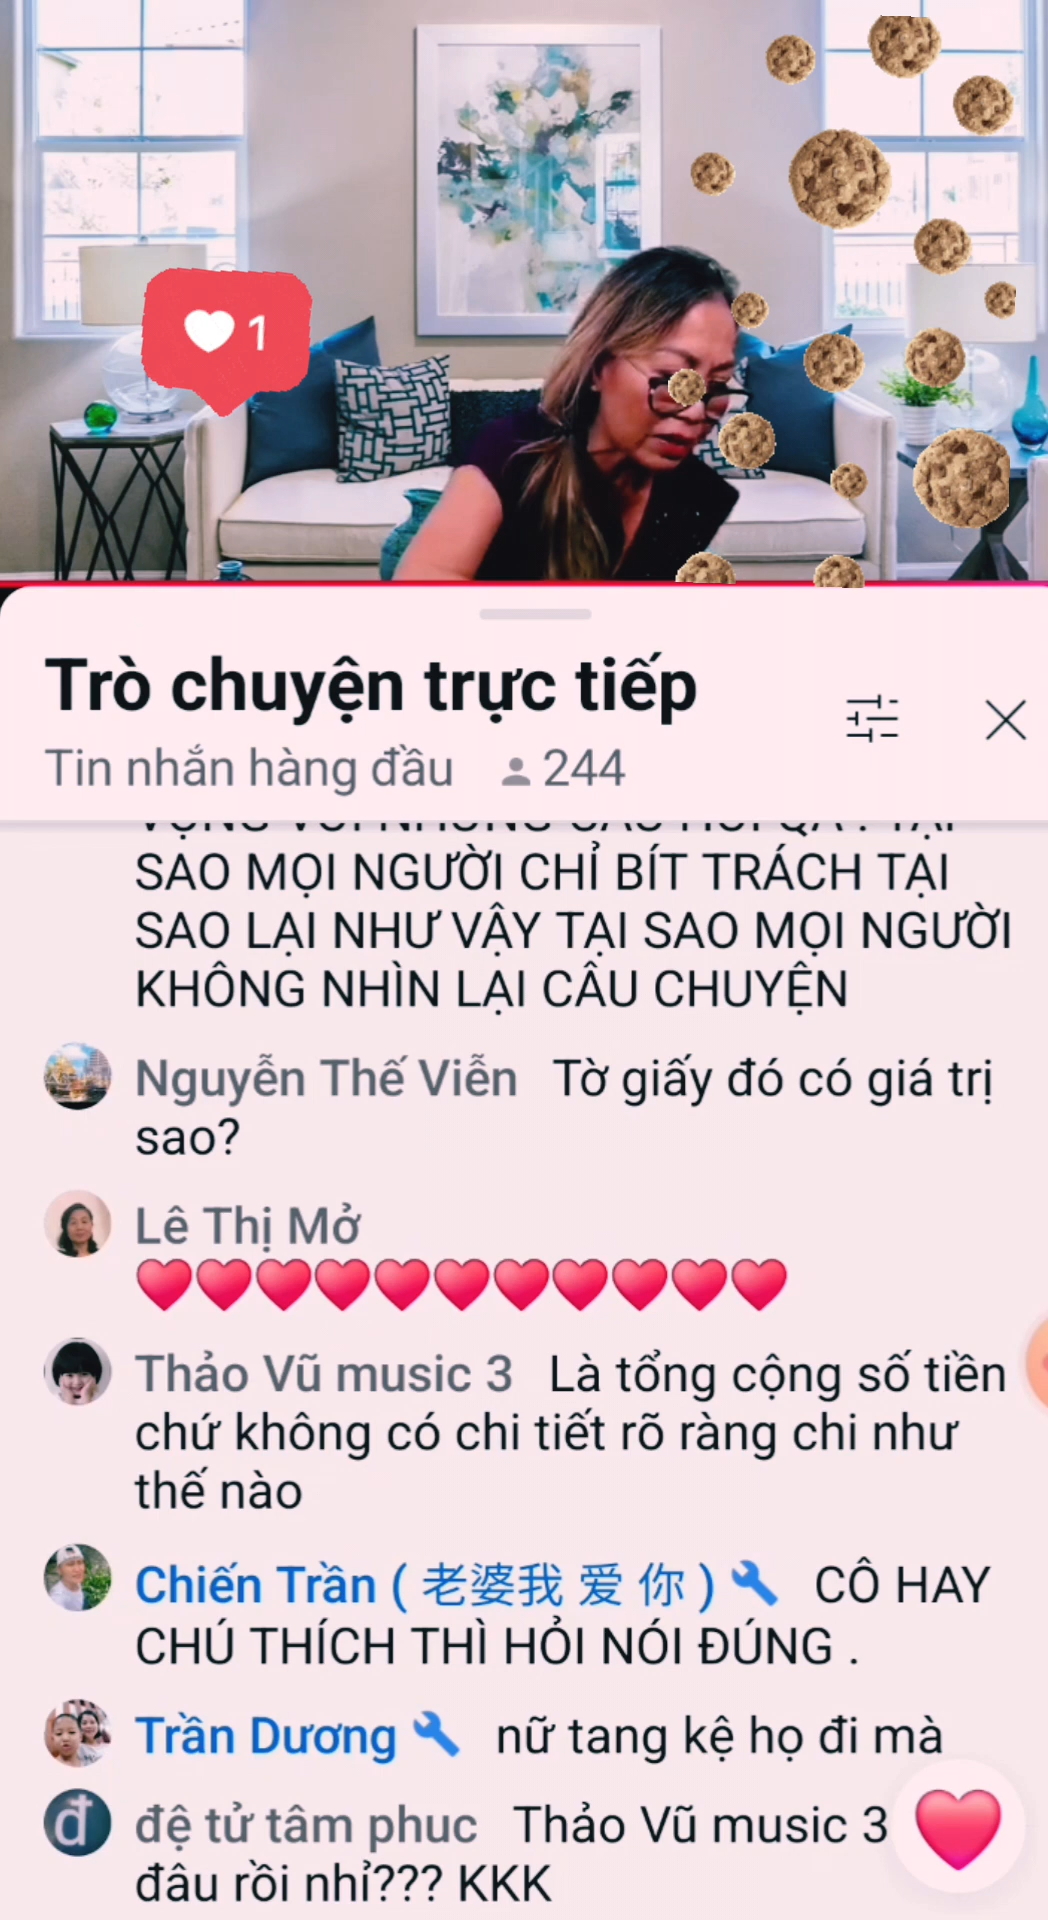 1
Trò chuyện trực tiếp
Tin nhắn hàng đầu 244
SAO MỌI NGƯỜI CHỈ BÍT TRÁCH TẠI
SAO LẠI NHƯ VẬY TẠI SAO MỌI NGƯỜI
KHÔNG NHÌN LẠI CÂU CHUYỆN
Nguyễn Thế Viễn Tờ giấy đó có giá trị
sao?
Lê Thị Mở
Thảo Vũ music 3 Là tổng cộng số tiền
chứ không có chi tiết rõ ràng chi như
thế nào
Chiến Trần ( 老婆我 爱 你 ) CÔ HAY
CHÚ THÍCH THÌ HỎI NÓI ĐÚNG .
Trần Dương nữ tang kệ họ đi mà
đ đệ tử tâm phuc Thảo Vũ music 3
đâu rồi nhỉ??? KKK